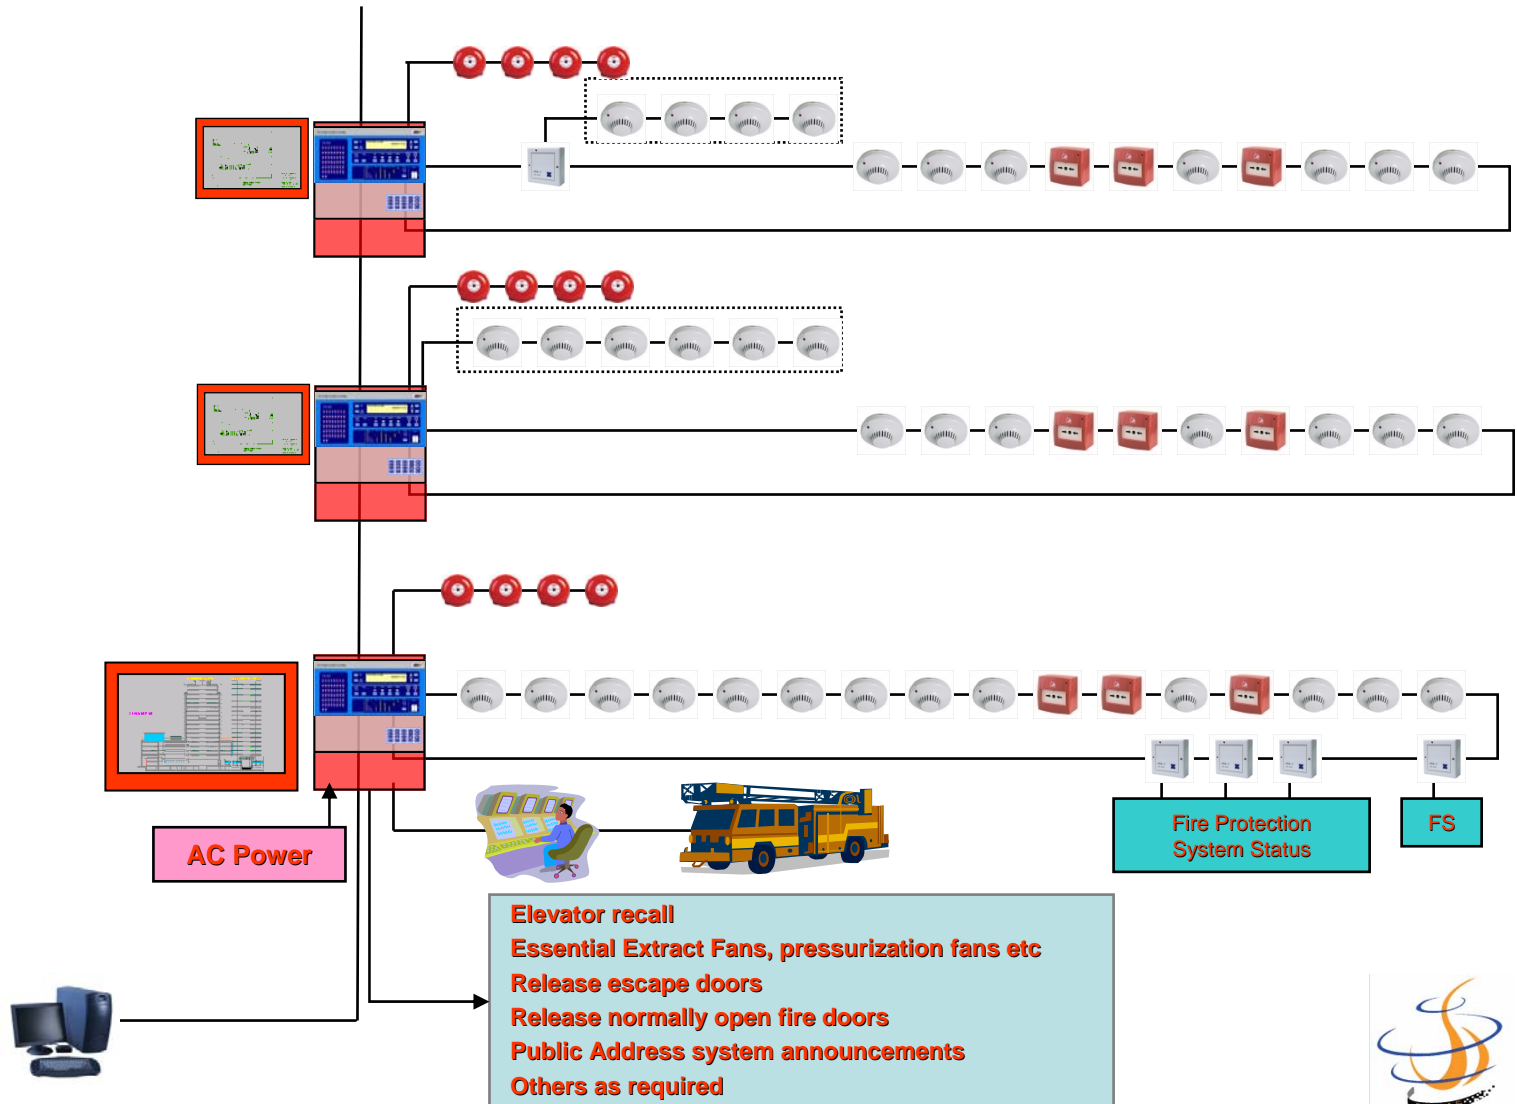 AC Power
Fire Protection
System Status
FS
Elevator recall
Essential Extract Fans, pressurization fans etc
Release escape doors
Release normally open fire doors
Public Address system announcements
Others as required